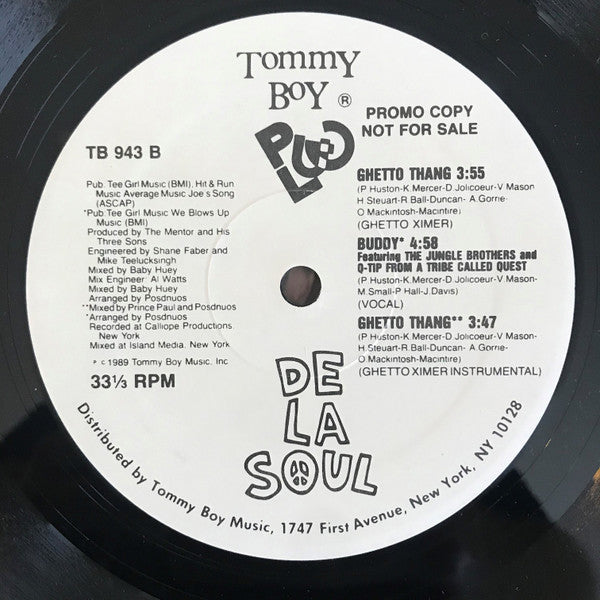 Tommy
Boy ®
PLUG
PROMO COPY
NOT FOR SALE
TB 943 B
Pub. Tee Girl Music (BMI), Hit & Run
Music Average Music Joe's Song
(ASCAP)
*Pub. Tee Girl Music We Blows Up
Music (BMI)
Produced by The Mentor and His
Three Sons
Engineered by Shane Faber and
Mike Teelucksingh
Mixed by Baby Huey
Mix Engineer: Al Watts
*Mixed by Baby Huey
Arranged by Posdnuos
**Mixed by Prince Paul and Posdnuos
*Arranged by Posdnuos
Recorded at Calliope Productions,
New York
Mixed at Island Media, New York
P c 1989 Tommy Boy Music, Inc
33⅓ RPM
GHETTO THANG 3:55
(P Huston-K Mercer-D Jolicoeur-V Mason
H Steuart-R Ball-Duncan- A Gorrie-
O Mackintosh-Macintire)
(GHETTO XIMER)
BUDDY* 4:58
Featuring THE JUNGLE BROTHERS and
Q-TIP FROM A TRIBE CALLED QUEST
(P Huston-K Mercer-D Jolicoeur-V Mason-
M.Small-P Hall-J.Davis)
(VOCAL)
GHETTO THANG** 3:47
(P Huston-K Mercer-D Jolicoeur-V Mason,
H Steuart-R Ball-Duncan- A Gorrie-
O Mackintosh-Macintire)
(GHETTO XIMER INSTRUMENTAL)
DE
LA
SOUL
Distributed by Tommy Boy Music, 1747 First Avenue, New York, NY 10128